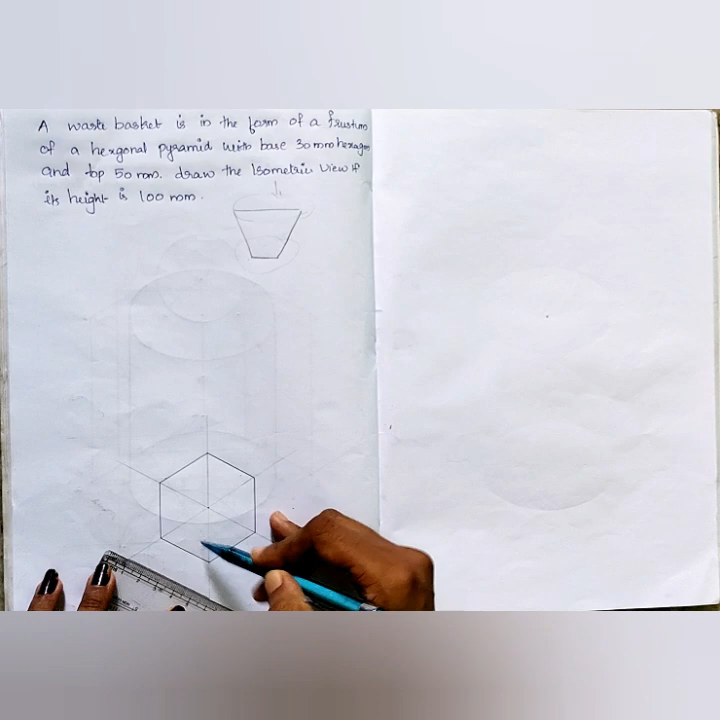 A waste basket is in the form of a frustum
of a hexagonal pyramid with base 30 mm hexagon
and top 50 mm. draw the Isometric View if
its height is 100 mm.